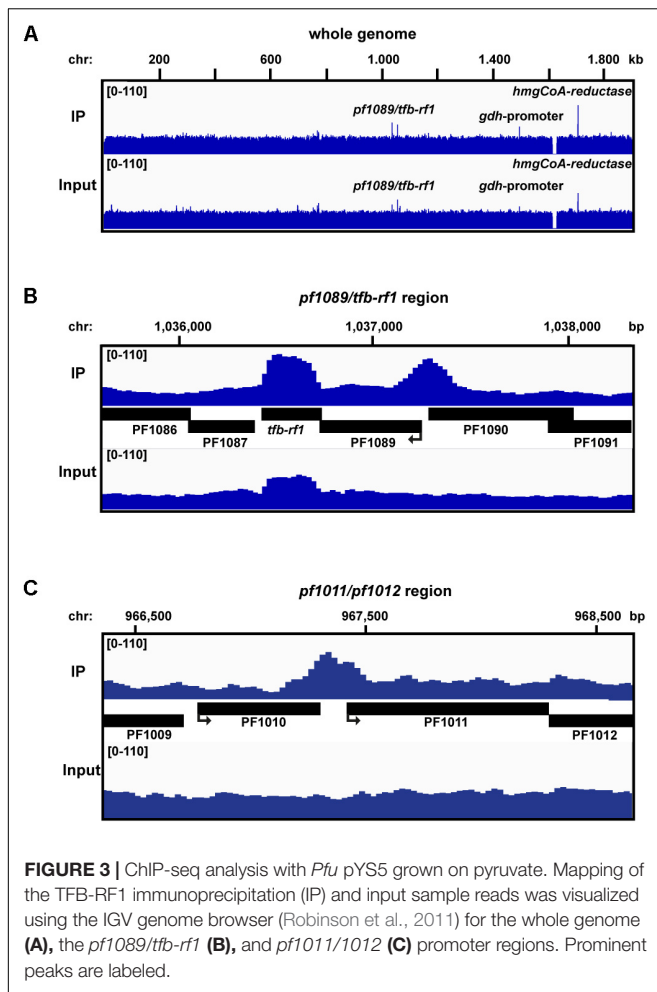 A
whole genome
chr: 200 600 1.000 1.400 1.800 kb
[0-110]
hmgCoA-reductase
IP
pf1089/tfb-rf1
gdh-promoter
[0-110]
hmgCoA-reductase
Input
pf1089/tfb-rf1
gdh-promoter
B
pf1089/tfb-rf1 region
chr: 1,036,000 1,037,000 1,038,000 bp
[0-110]
IP
PF1086 tfb-rf1 PF1089 PF1090
PF1087 PF1091
[0-110]
Input
C
pf1011/pf1012 region
chr: 966,500 967,500 968,500 bp
[0-110]
IP
PF1010 PF1011
PF1009 PF1012
[0-110]
Input
FIGURE 3 | ChIP-seq analysis with Pfu pYS5 grown on pyruvate. Mapping of
the TFB-RF1 immunoprecipitation (IP) and input sample reads was visualized
using the IGV genome browser (Robinson et al., 2011) for the whole genome
(A), the pf1089/tfb-rf1 (B), and pf1011/1012 (C) promoter regions. Prominent
peaks are labeled.